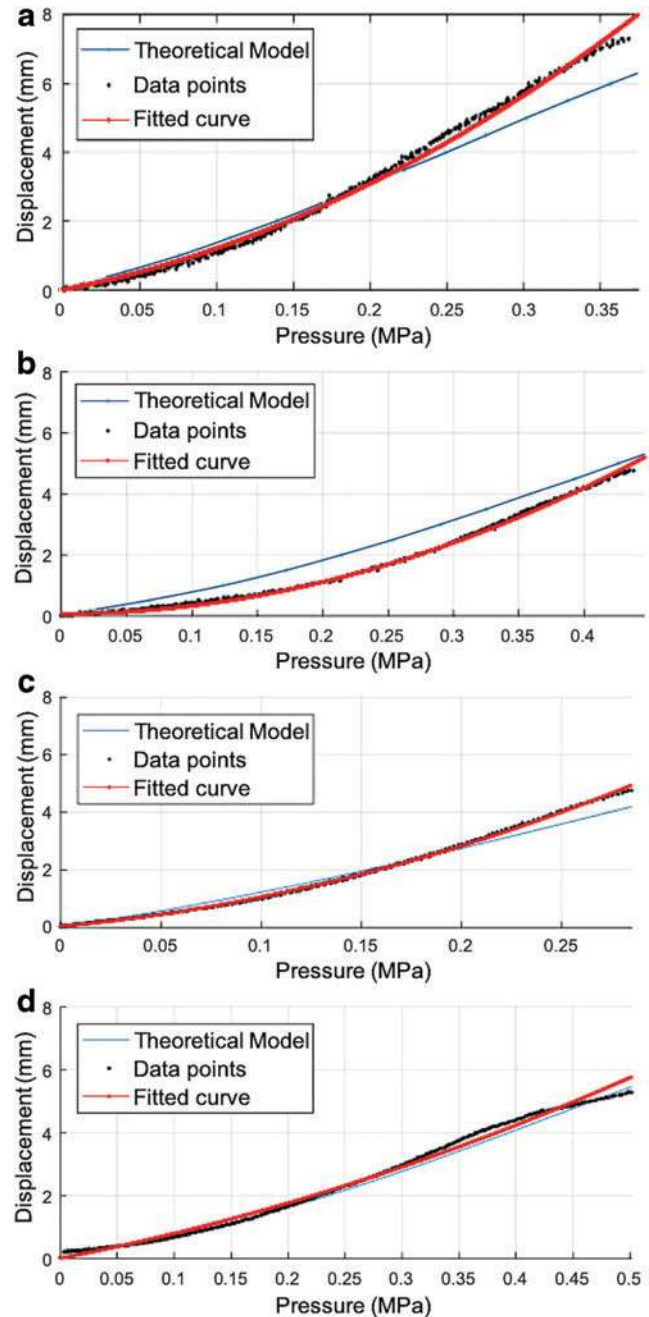 a
8
6
4
2
0
Displacement (mm)
Theoretical Model
Data points
Fitted curve
0 0.05 0.1 0.15 0.2 0.25 0.3 0.35
Pressure (MPa)
b
8
6
4
2
0
Displacement (mm)
Theoretical Model
Data points
Fitted curve
0 0.05 0.1 0.15 0.2 0.25 0.3 0.35 0.4
Pressure (MPa)
c
8
6
4
2
0
Displacement (mm)
Theoretical Model
Data points
Fitted curve
0 0.05 0.1 0.15 0.2 0.25
Pressure (MPa)
d
8
6
4
2
0
Displacement (mm)
Theoretical Model
Data points
Fitted curve
0 0.05 0.1 0.15 0.2 0.25 0.3 0.35 0.4 0.45 0.5
Pressure (MPa)